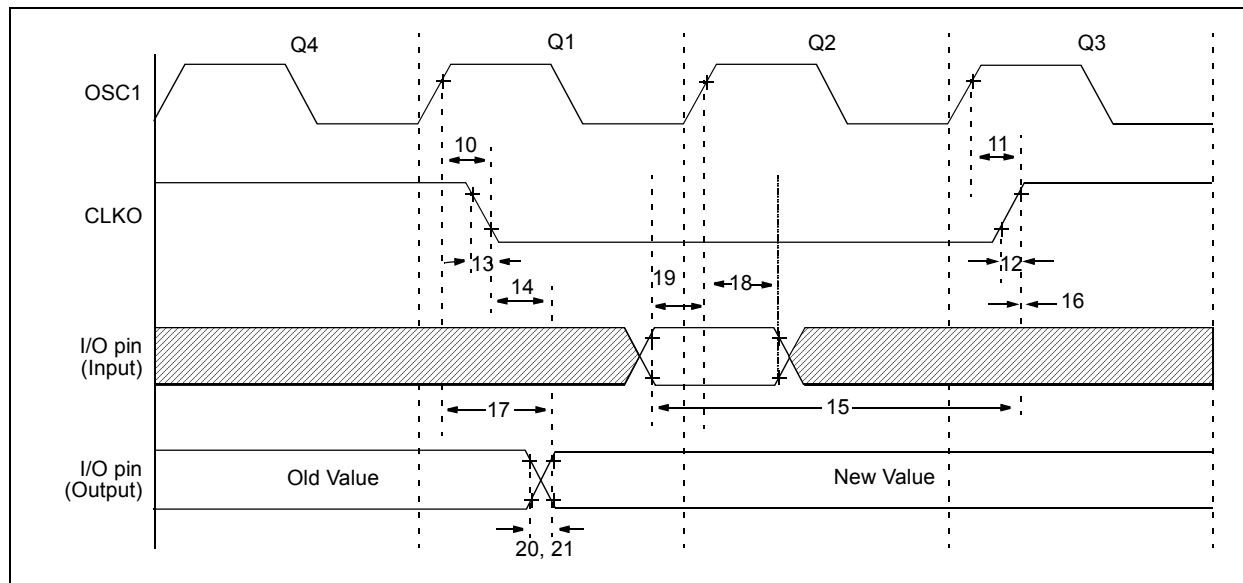 Q4 Q1 Q2 Q3
OSC1
10 11
CLKO
13 12
14 19 18 16
I/O pin
(Input)
17 15
I/O pin
(Output)
Old Value New Value
20, 21